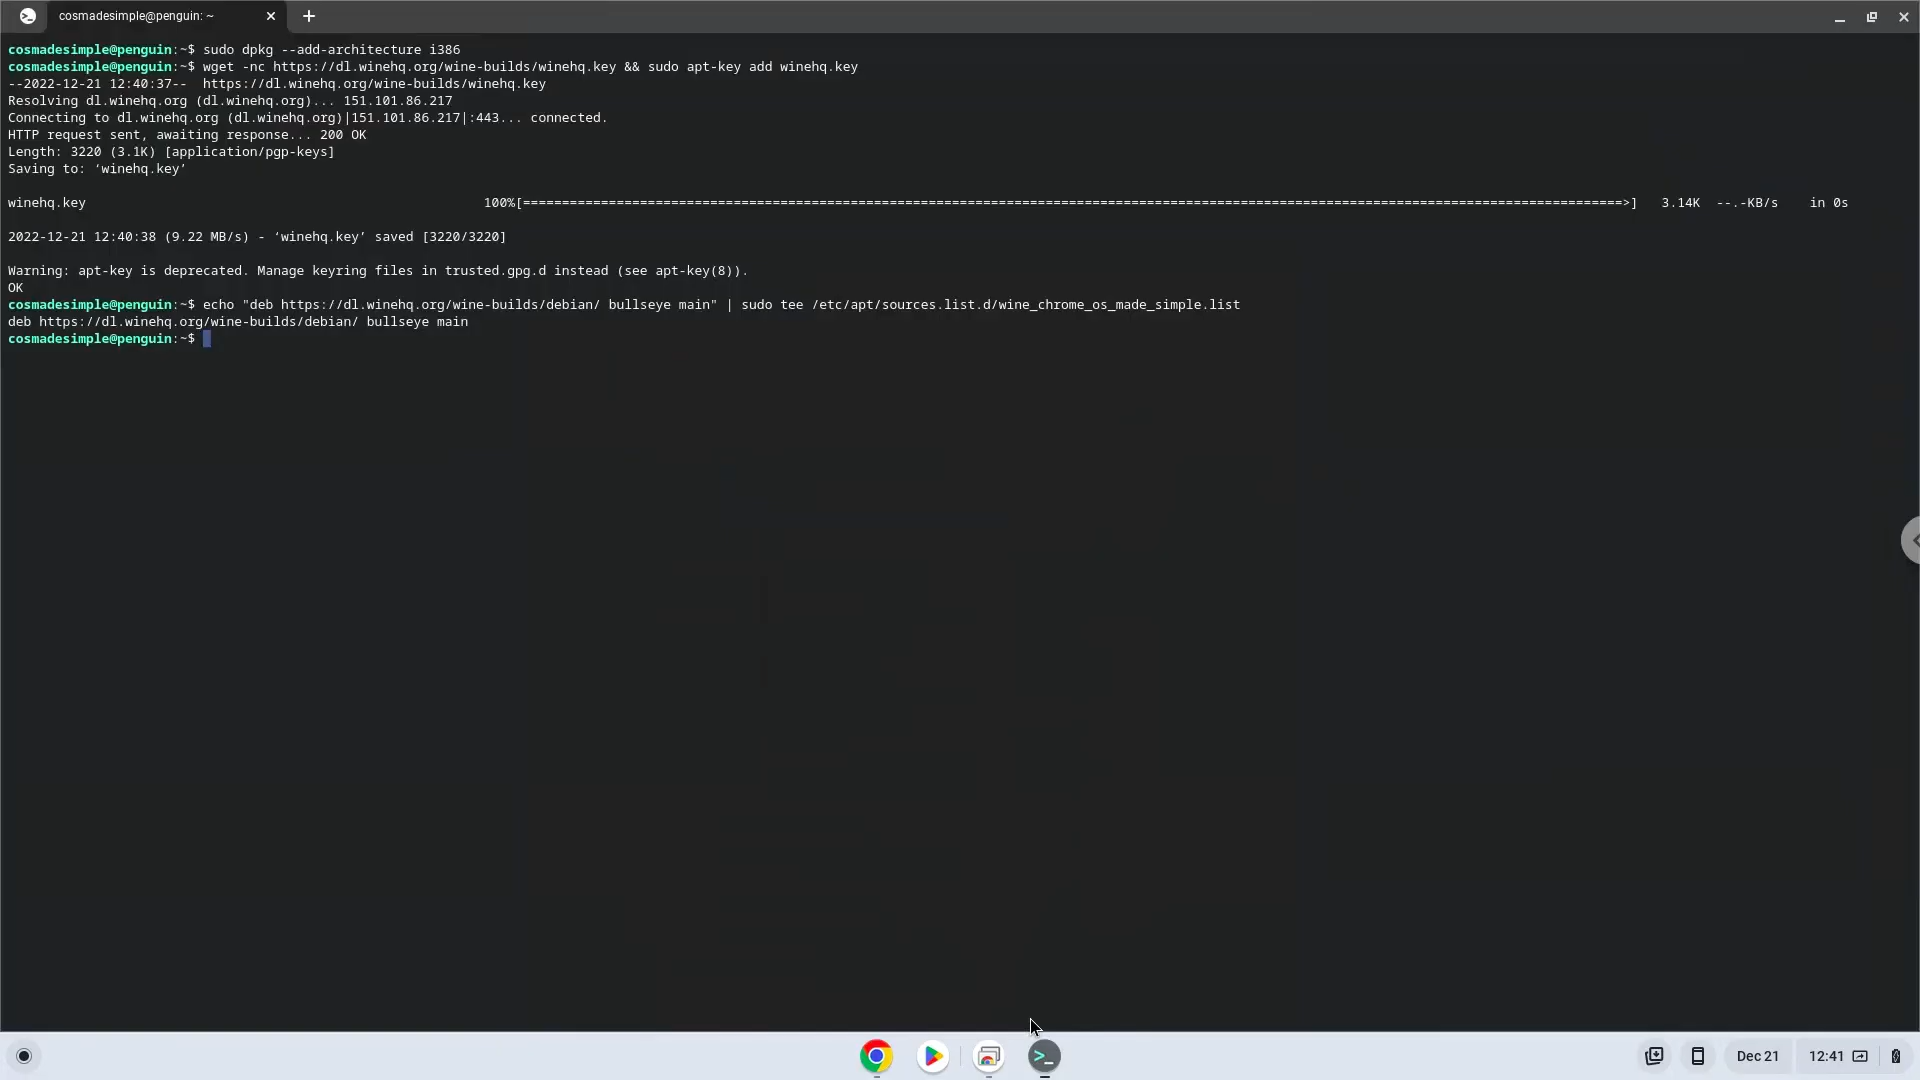 cosmadesimple@penguin: ~
cosmadesimple@penguin:~$ sudo dpkg --add-architecture i386
cosmadesimple@penguin:~$ wget -nc https://dl.winehq.org/wine-builds/winehq.key && sudo apt-key add winehq.key
--2022-12-21 12:40:37--  https://dl.winehq.org/wine-builds/winehq.key
Resolving dl.winehq.org (dl.winehq.org)... 151.101.86.217
Connecting to dl.winehq.org (dl.winehq.org)|151.101.86.217|:443... connected.
HTTP request sent, awaiting response... 200 OK
Length: 3220 (3.1K) [application/pgp-keys]
Saving to: ‘winehq.key’
winehq.key 100%[=============================================================================================================================================>] 3.14K --.-KB/s in 0s
2022-12-21 12:40:38 (9.22 MB/s) - ‘winehq.key’ saved [3220/3220]
Warning: apt-key is deprecated. Manage keyring files in trusted.gpg.d instead (see apt-key(8)).
OK
cosmadesimple@penguin:~$ echo "deb https://dl.winehq.org/wine-builds/debian/ bullseye main" | sudo tee /etc/apt/sources.list.d/wine_chrome_os_made_simple.list
deb https://dl.winehq.org/wine-builds/debian/ bullseye main
cosmadesimple@penguin:~$
Dec 21 12:41